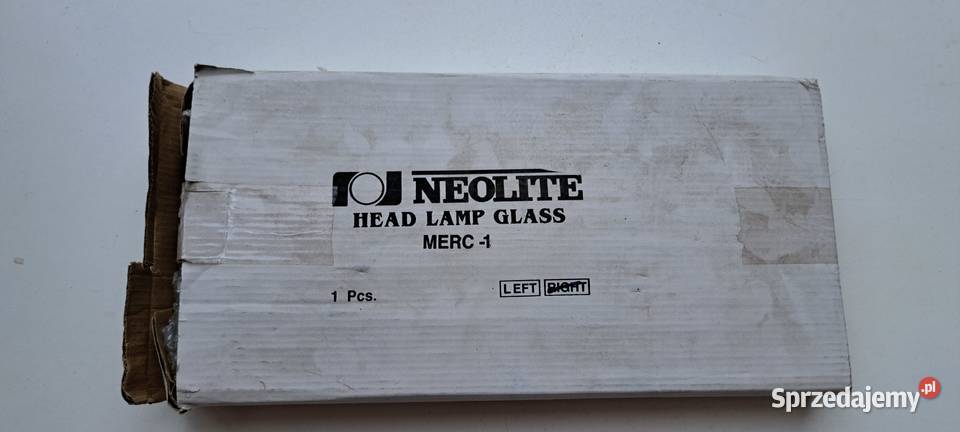 NEOLITE
HEAD LAMP GLASS
MERC -1
1 Pcs.
LEFT RIGHT
Sprzedajemy.pl